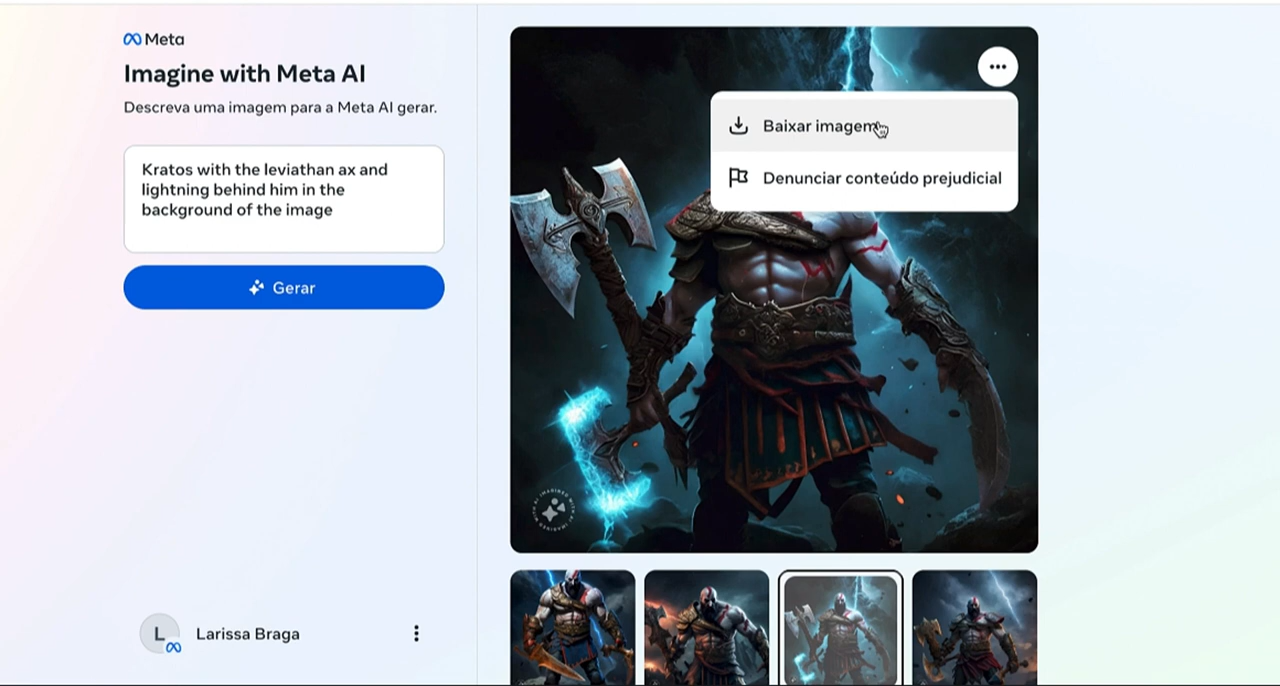 Meta
Imagine with Meta AI
Descreva uma imagem para a Meta AI gerar.
Kratos with the leviathan ax and
lightning behind him in the
background of the image
Gerar
Baixar imagem
Denunciar conteúdo prejudicial
L
Larissa Braga